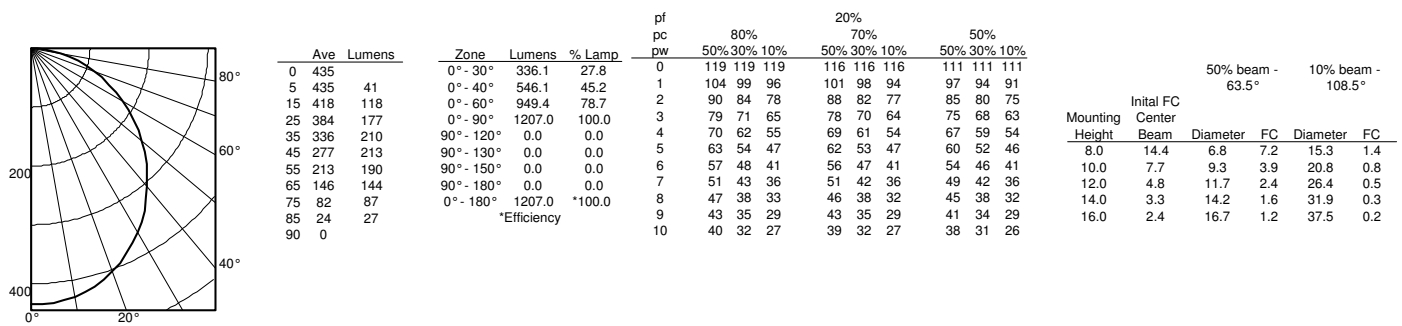 80°
60°
40°
200
400
0° 20°
Ave Lumens
0 435
5 435 41
15 418 118
25 384 177
35 336 210
45 277 213
55 213 190
65 146 144
75 82 87
85 24 27
90 0
Zone Lumens % Lamp
0° - 30° 336.1 27.8
0° - 40° 546.1 45.2
0° - 60° 949.4 78.7
0° - 90° 1207.0 100.0
90° - 120° 0.0 0.0
90° - 130° 0.0 0.0
90° - 150° 0.0 0.0
90° - 180° 0.0 0.0
0° - 180° 1207.0 *100.0
*Efficiency
pf 20%
pc 80% 70% 50%
pw 50% 30% 10% 50% 30% 10% 50% 30% 10%
0 119 119 119 116 116 116 111 111 111
1 104 99 96 101 98 94 97 94 91
2 90 84 78 88 82 77 85 80 75
3 79 71 65 78 70 64 75 68 63
4 70 62 55 69 61 54 67 59 54
5 63 54 47 62 53 47 60 52 46
6 57 48 41 56 47 41 54 46 41
7 51 43 36 51 42 36 49 42 36
8 47 38 33 46 38 32 45 38 32
9 43 35 29 43 35 29 41 34 29
10 40 32 27 39 32 27 38 31 26
50% beam - 10% beam -
63.5° 108.5°
Inital FC
Mounting Center
Height Beam Diameter FC Diameter FC
8.0 14.4 6.8 7.2 15.3 1.4
10.0 7.7 9.3 3.9 20.8 0.8
12.0 4.8 11.7 2.4 26.4 0.5
14.0 3.3 14.2 1.6 31.9 0.3
16.0 2.4 16.7 1.2 37.5 0.2